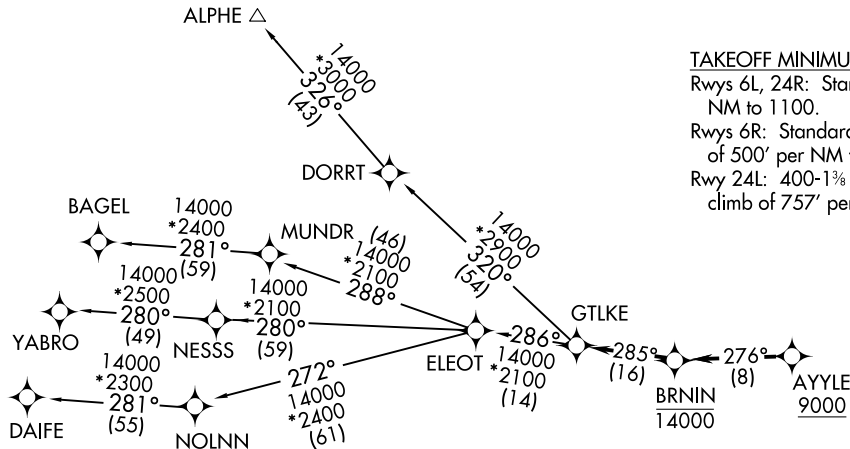 ALPHE
14000
*3000
326°
(43)
TAKEOFF MINIMU
Rwys 6L, 24R: Stan
NM to 1100.
Rwys 6R: Standard
of 500' per NM
Rwy 24L: 400-1⅜
climb of 757' per
DORRT
14000
*2900
320°
(54)
BAGEL
14000
*2400
281°
(59)
MUNDR
(46)
14000
*2100
288°
YABRO
14000
*2500
280°
(49)
NESSS
14000
*2100
280°
(59)
ELEOT
GTLKE
286°
14000
*2100
(14)
285°
(16)
BRNIN
14000
276°
(8)
AYYLE
9000
DAIFE
14000
*2300
281°
(55)
NOLNN
272°
14000
*2400
(61)